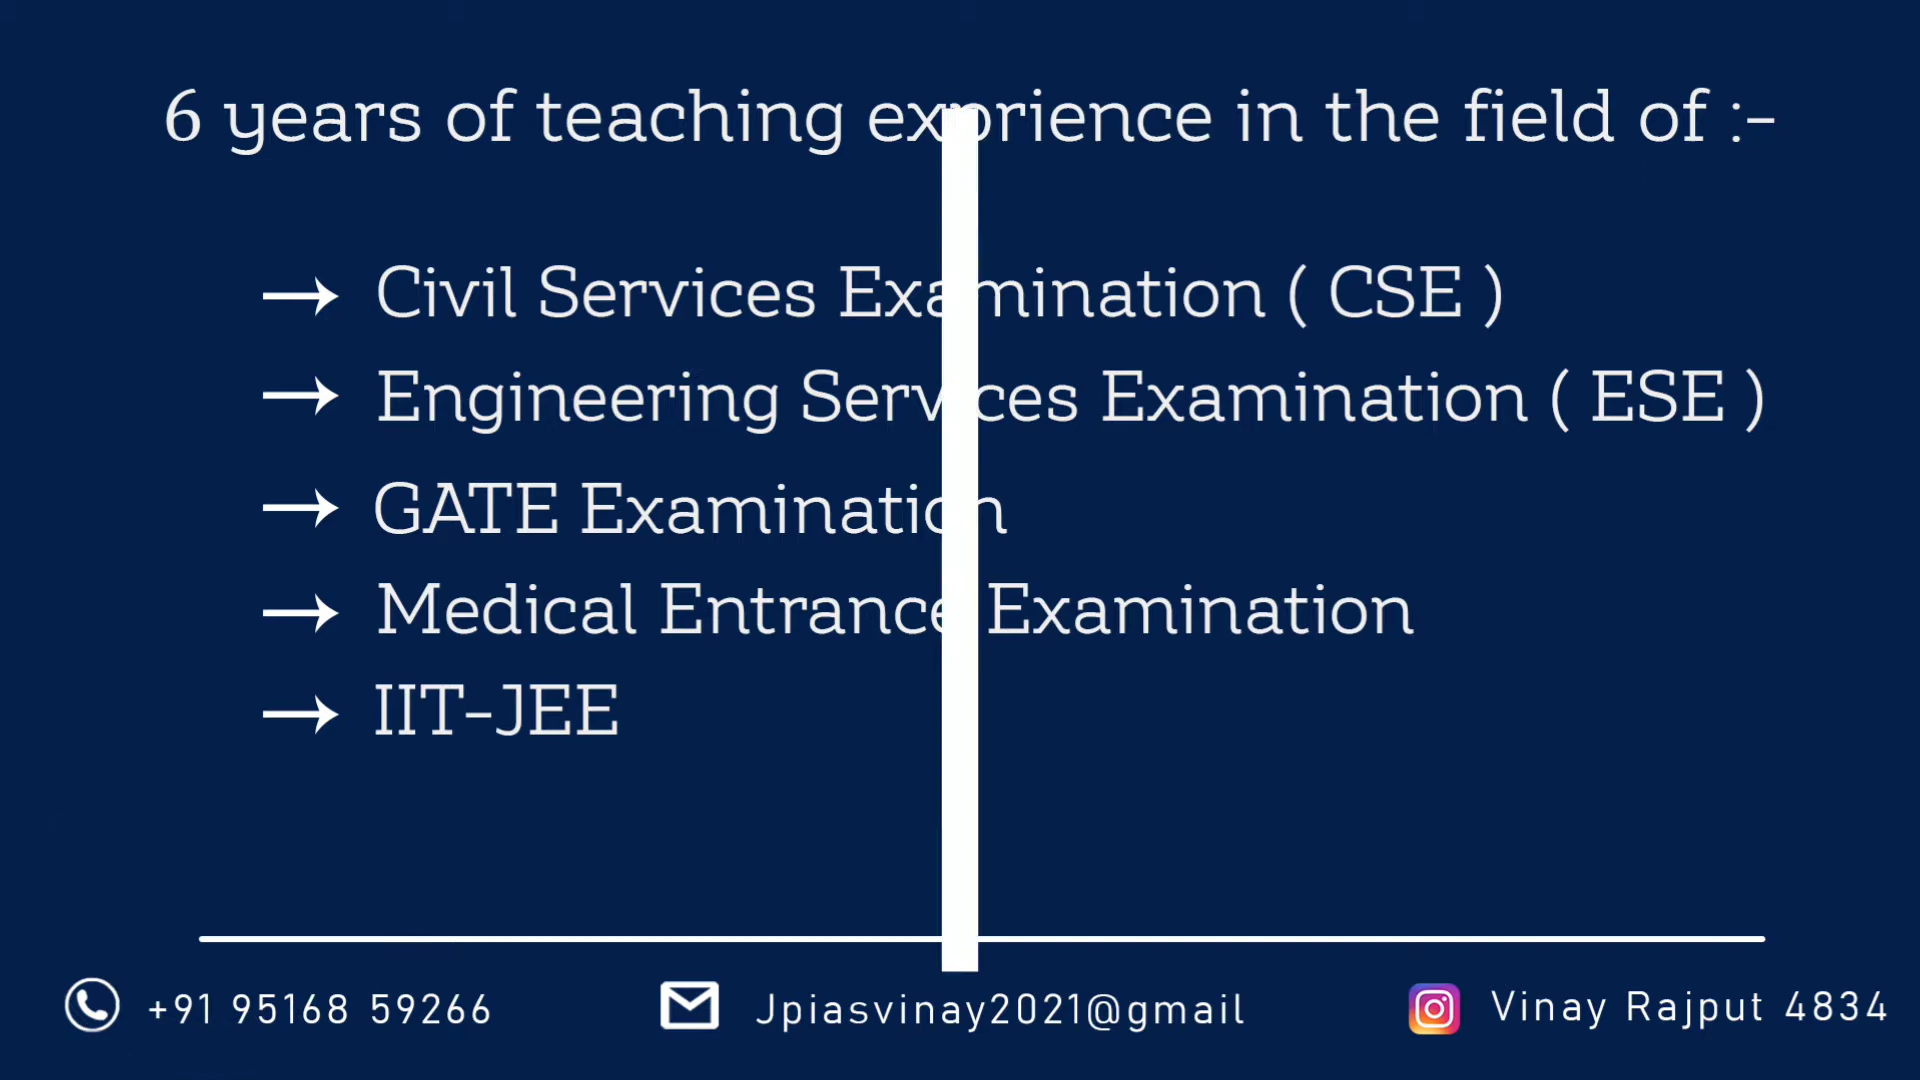 6 years of teaching exprience in the field of :-
→ Civil Services Examination ( CSE )
→ Engineering Services Examination ( ESE )
→ GATE Examination
→ Medical Entrance Examination
→ IIT-JEE
+91 95168 59266
Jpiasvinay2021@gmail
Vinay Rajput 4834